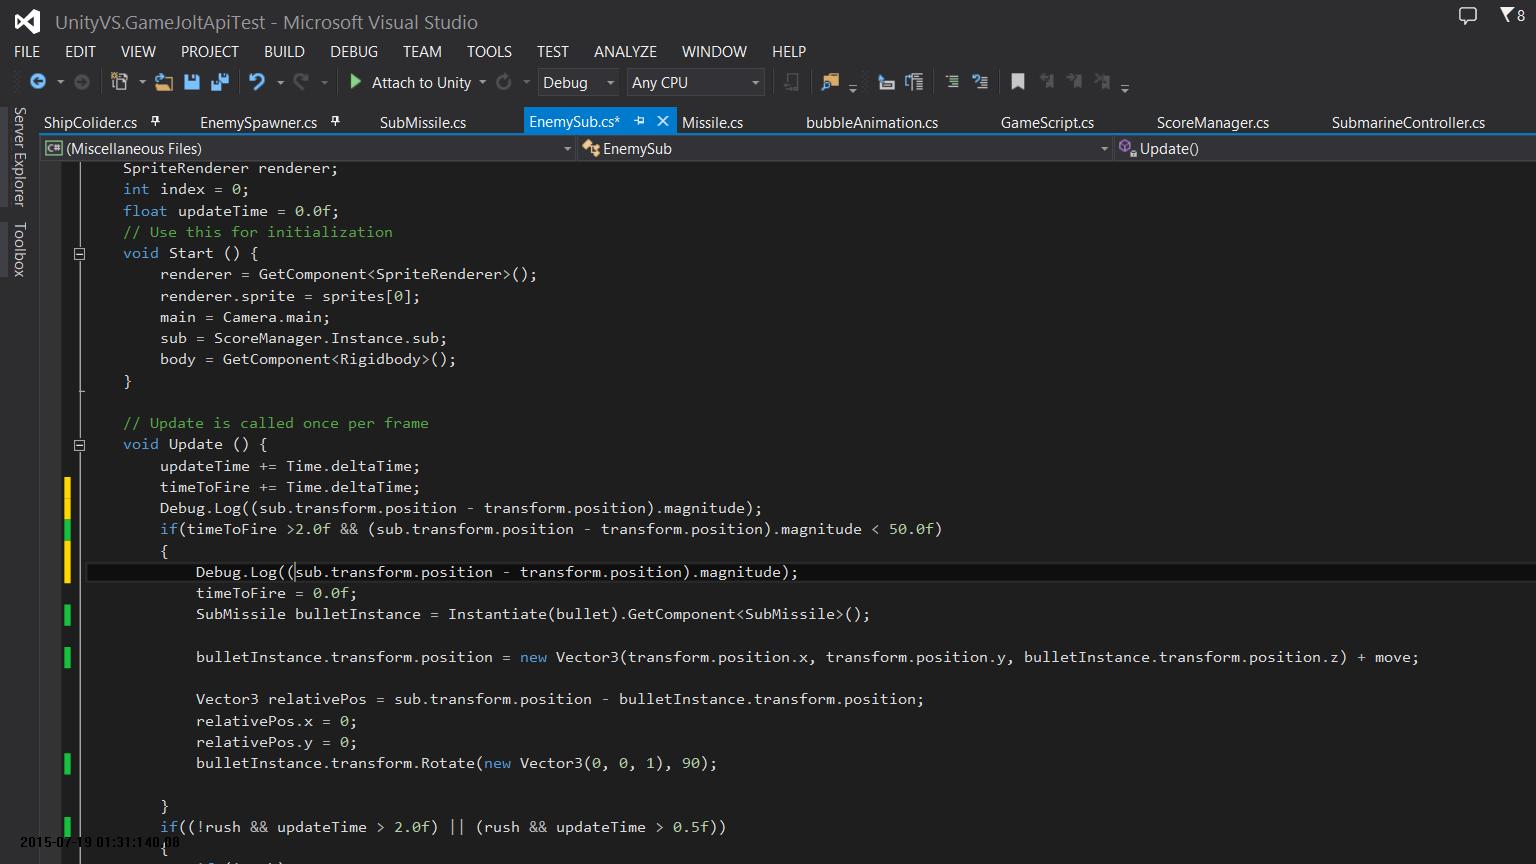 UnityVS.GameJoltApiTest - Microsoft Visual Studio
8
FILE EDIT VIEW PROJECT BUILD DEBUG TEAM TOOLS TEST ANALYZE WINDOW HELP
Attach to Unity Debug Any CPU
Server Explorer
Toolbox
ShipColider.cs EnemySpawner.cs SubMissile.cs EnemySub.cs* Missile.cs bubbleAnimation.cs GameScript.cs ScoreManager.cs SubmarineController.cs
C# (Miscellaneous Files) EnemySub Update()
SpriteRenderer renderer;
int index = 0;
float updateTime = 0.0f;
// Use this for initialization
void Start () {
renderer = GetComponent<SpriteRenderer>();
renderer.sprite = sprites[0];
main = Camera.main;
sub = ScoreManager.Instance.sub;
body = GetComponent<Rigidbody>();
}
// Update is called once per frame
void Update () {
updateTime += Time.deltaTime;
timeToFire += Time.deltaTime;
Debug.Log((sub.transform.position - transform.position).magnitude);
if(timeToFire >2.0f && (sub.transform.position - transform.position).magnitude < 50.0f)
{
Debug.Log((sub.transform.position - transform.position).magnitude);
timeToFire = 0.0f;
SubMissile bulletInstance = Instantiate(bullet).GetComponent<SubMissile>();
bulletInstance.transform.position = new Vector3(transform.position.x, transform.position.y, bulletInstance.transform.position.z) + move;
Vector3 relativePos = sub.transform.position - bulletInstance.transform.position;
relativePos.x = 0;
relativePos.y = 0;
bulletInstance.transform.Rotate(new Vector3(0, 0, 1), 90);
}
if((!rush && updateTime > 2.0f) || (rush && updateTime > 0.5f))
{